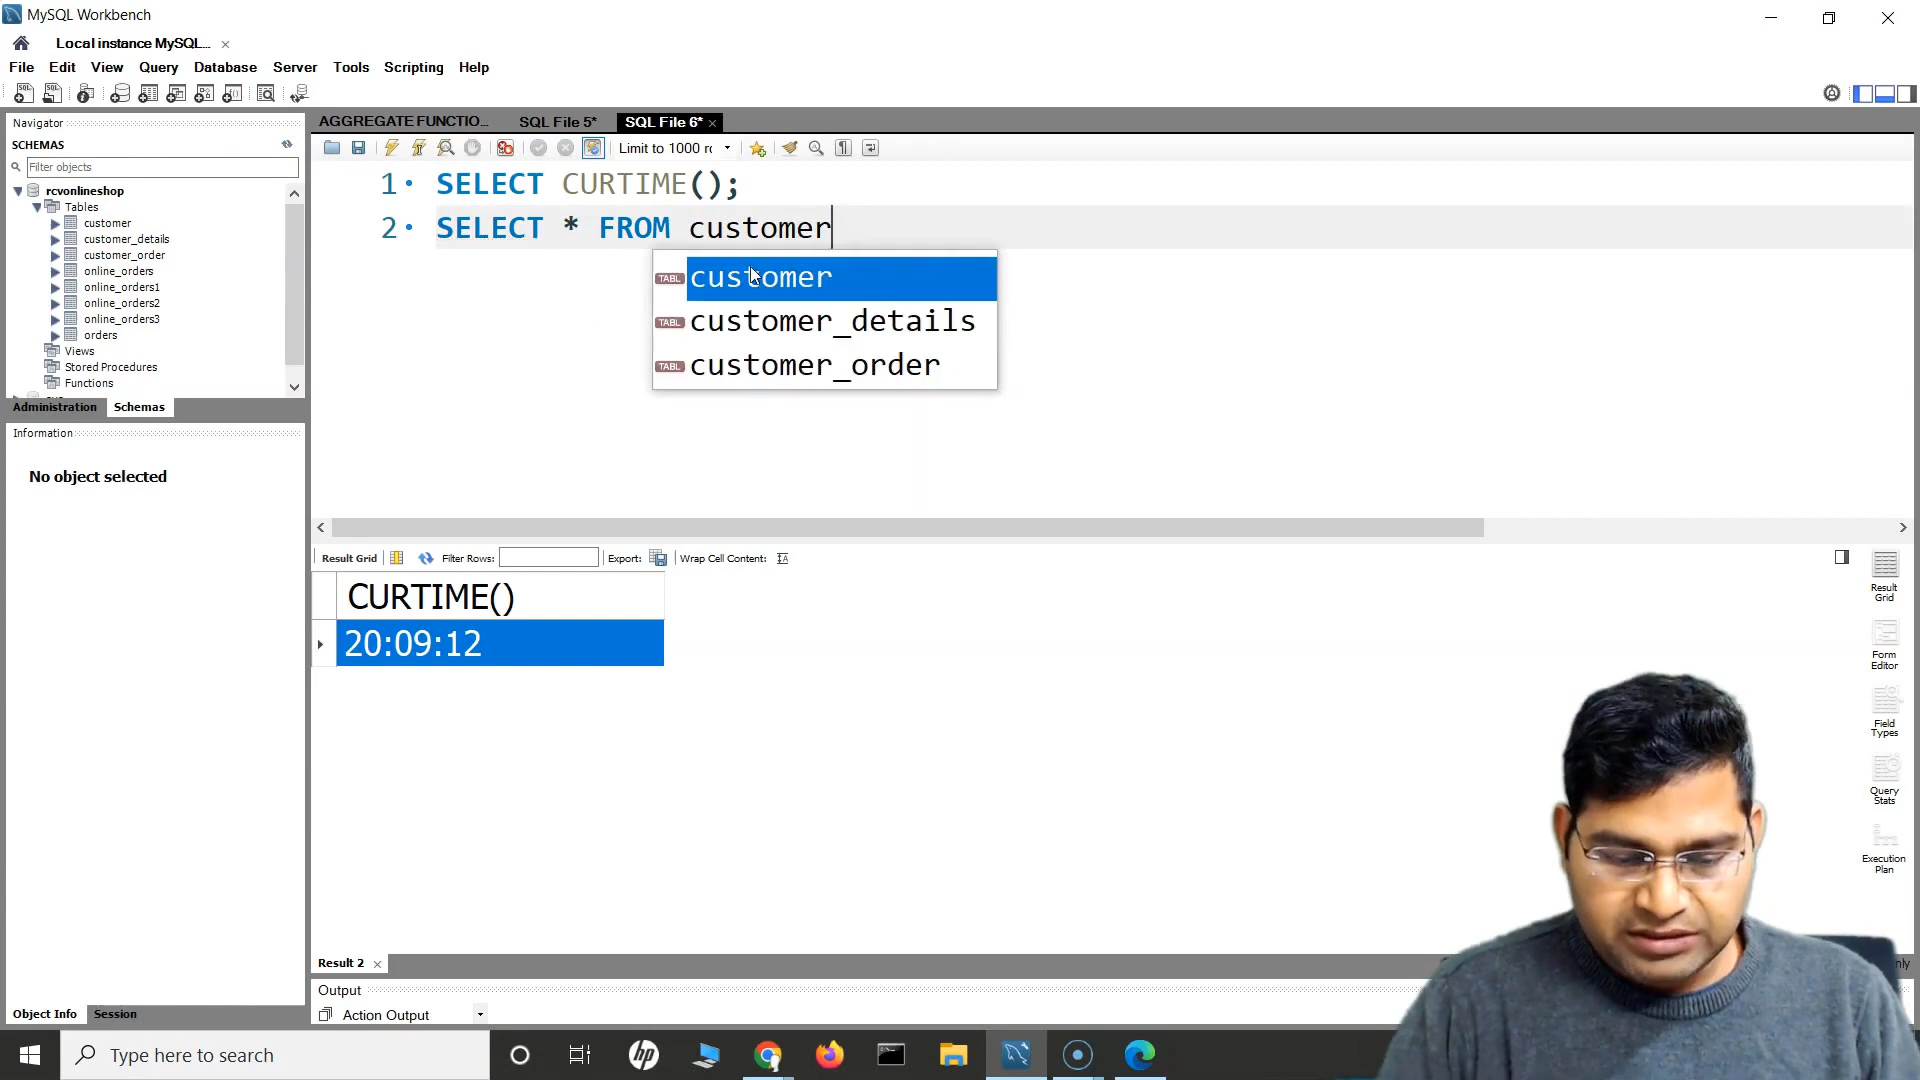 MySQL Workbench
Local instance MySQL... ×
File Edit View Query Database Server Tools Scripting Help
Navigator
SCHEMAS
Filter objects
rcvonlineshop
Tables
customer
customer_details
customer_order
online_orders
online_orders1
online_orders2
online_orders3
orders
Views
Stored Procedures
Functions
Administration Schemas
Information
No object selected
Object Info Session
AGGREGATE FUNCTIO... SQL File 5* SQL File 6* ×
Limit to 1000 r
1 SELECT CURTIME();
2 SELECT * FROM customer
TABL customer
TABL customer_details
TABL customer_order
Result Grid Filter Rows: Export: Wrap Cell Content:
CURTIME()
20:09:12
Result Grid
Form Editor
Field Types
Query Stats
Execution Plan
Result 2 ×
Output
Action Output
Type here to search
hp